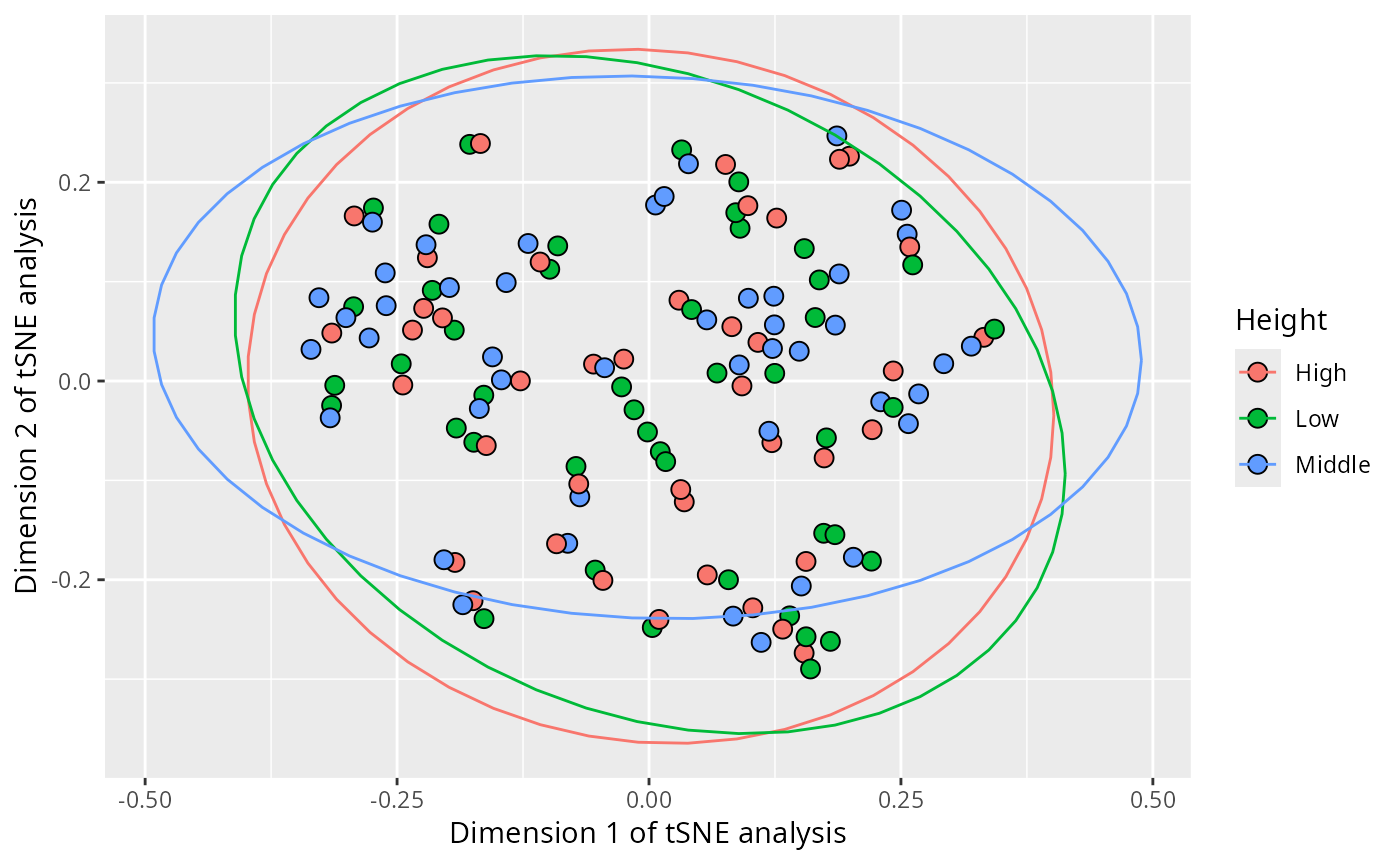 Dimension 2 of tSNE analysis
0.2
0.0
-0.2
-0.50
-0.25
0.00
0.25
0.50
Dimension 1 of tSNE analysis
Height
High
Low
Middle